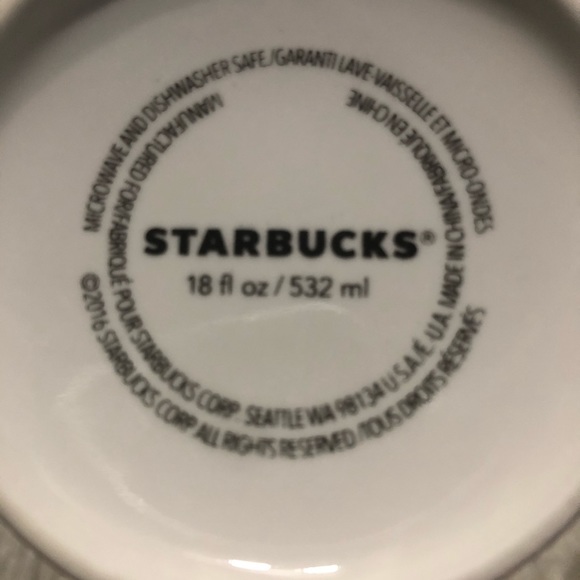 MICROWAVE AND DISHWASHER SAFE./GARANTI LAVE-VAISSELLE ET MICRO-ONDES
STARBUCKS®
18 fl oz / 532 ml
MANUFACTURED FOR/FABRIQUÉ POUR STARBUCKS CORP. SEATTLE WA 98134 U.S.A./É.-U.A. MADE IN CHINA/FABRIQUÉ EN CHINE
©2016 STARBUCKS CORP. ALL RIGHTS RESERVED./TOUS DROITS RÉSERVÉS